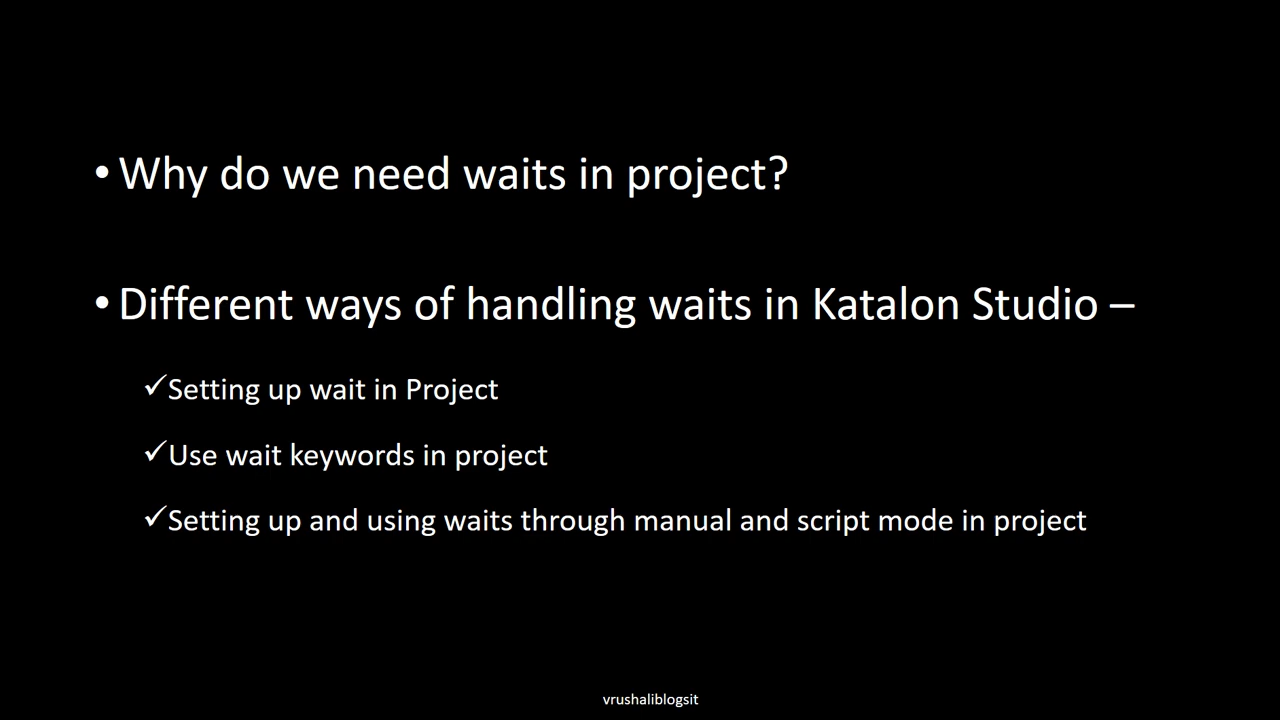 • Why do we need waits in project?
• Different ways of handling waits in Katalon Studio –
✓Setting up wait in Project
✓Use wait keywords in project
✓Setting up and using waits through manual and script mode in project
vrushaliblogsit